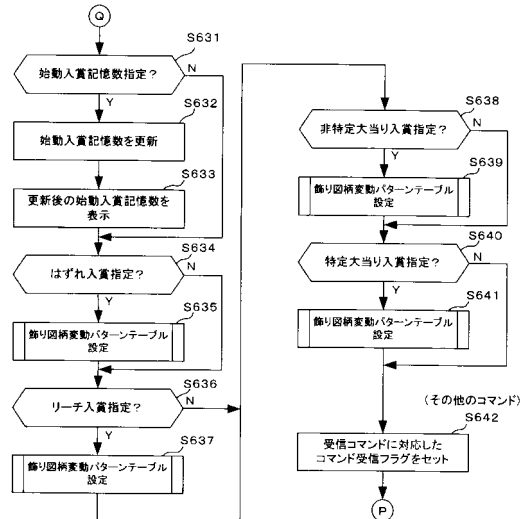 Q
S631
始動入賞記憶数指定？
N
Y
S632
始動入賞記憶数を更新
S633
更新後の始動入賞記憶数を
表示
S634
はずれ入賞指定？
N
Y
S635
飾り図柄変動パターンテーブル
設定
S636
リーチ入賞指定？
N
Y
S637
飾り図柄変動パターンテーブル
設定
S638
非特定大当り入賞指定？
N
Y
S639
飾り図柄変動パターンテーブル
設定
S640
特定大当り入賞指定？
N
Y
S641
飾り図柄変動パターンテーブル
設定
(その他のコマンド)
S642
受信コマンドに対応した
コマンド受信フラグをセット
P